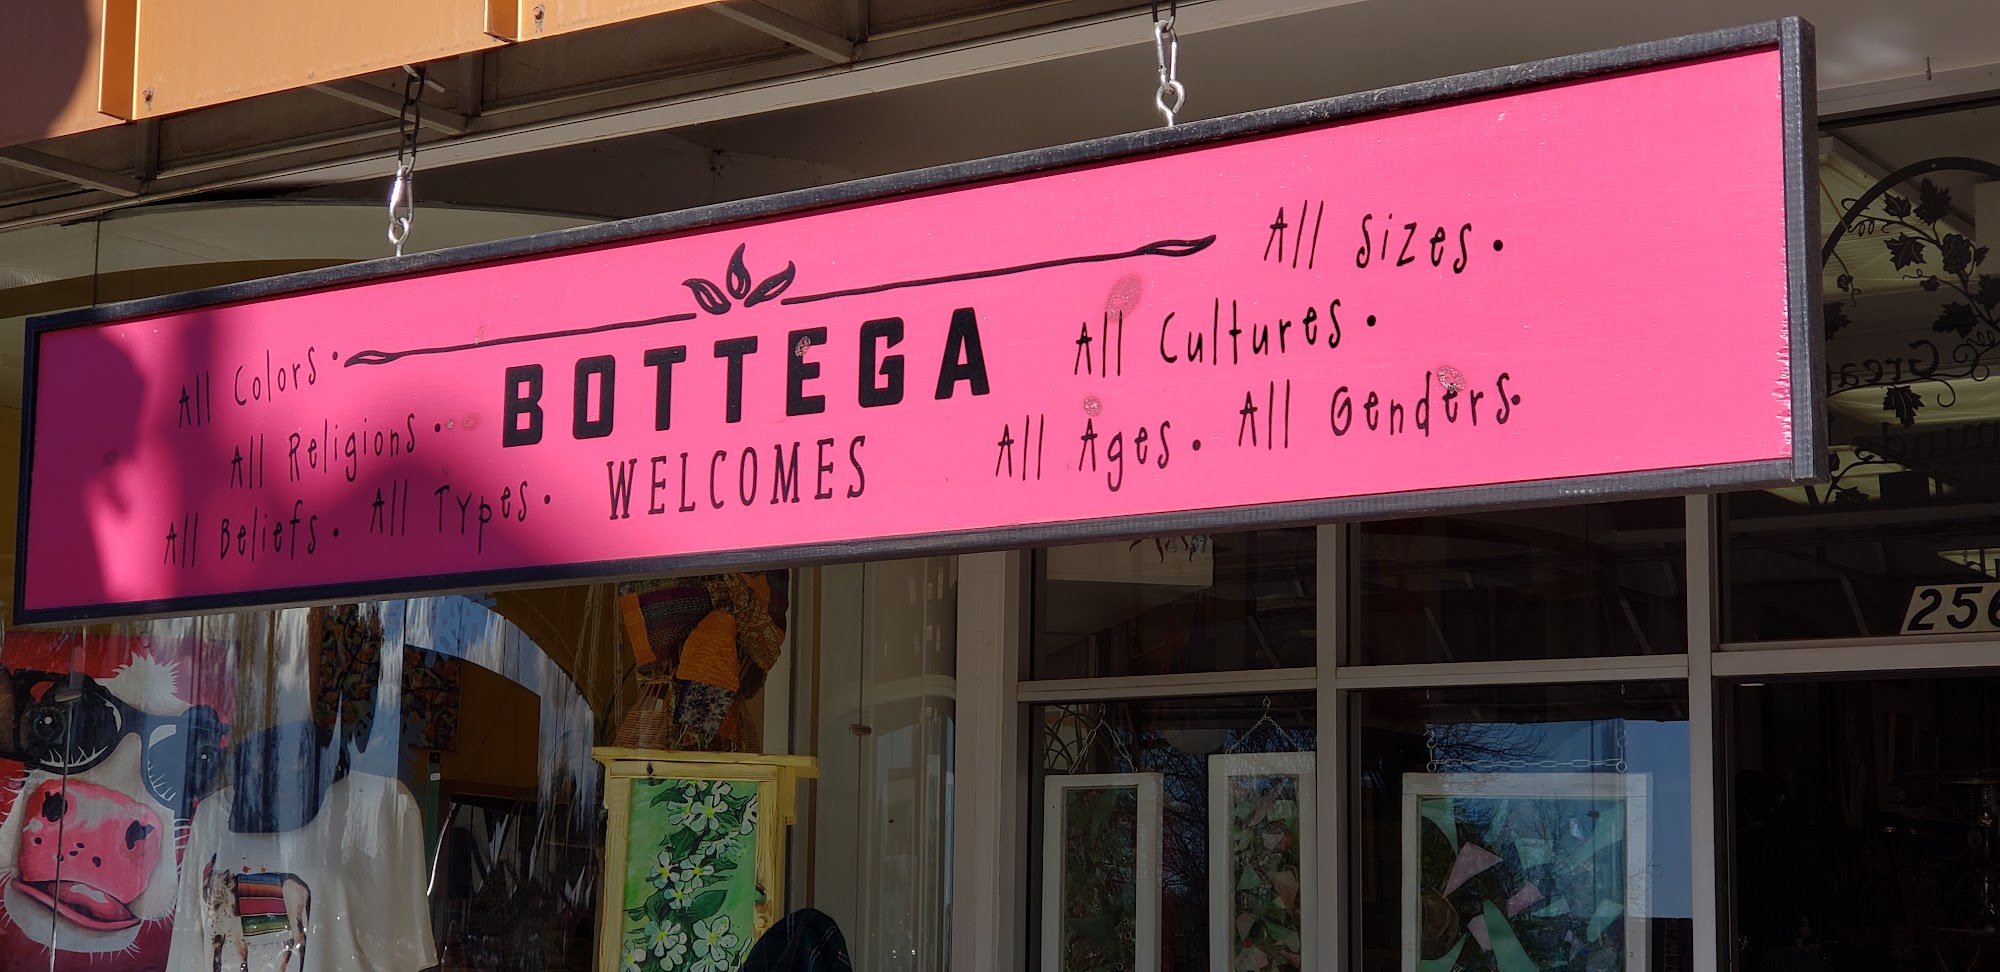 All Colors •
All Religions •
All Beliefs • All Types •
BOTTEGA
WELCOMES
All Sizes •
All Cultures •
All Ages • All Genders •
Grea
256